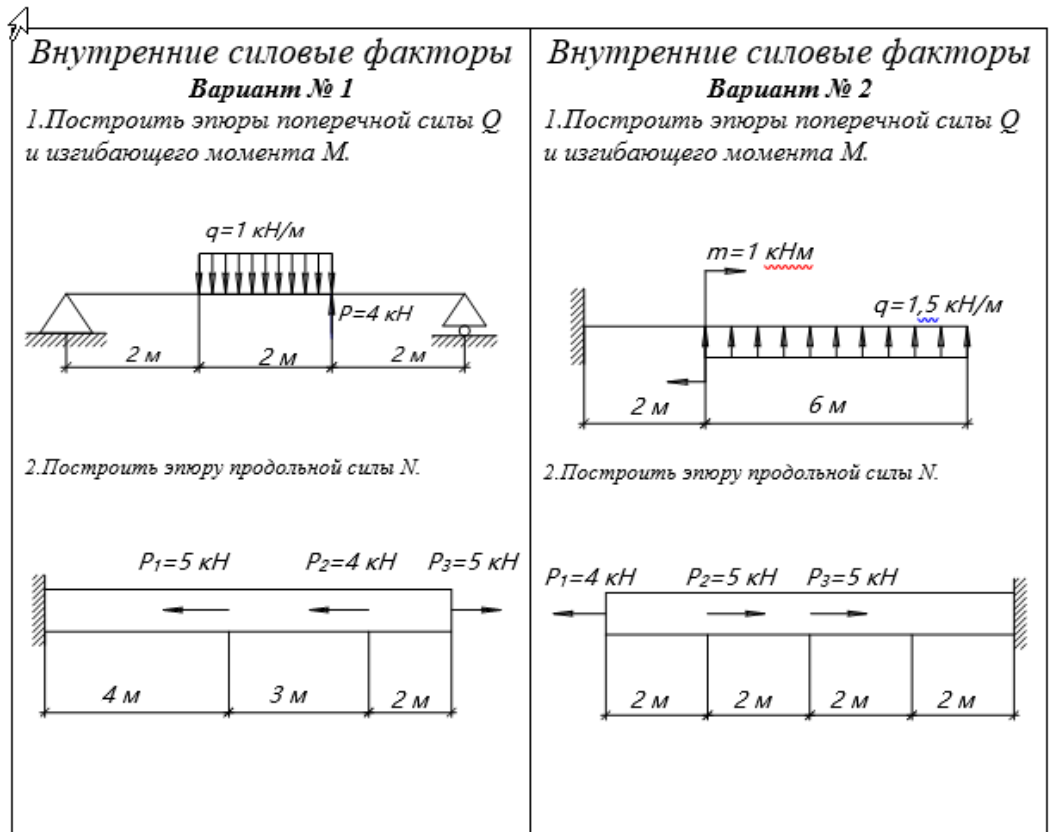 Внутренние силовые факторы
Вариант № 1
1.Построить эпюры поперечной силы Q
и изгибающего момента М.
q=1 кН/м
P=4 кН
2 м
2 м
2 м
2.Построить эпюру продольной силы N.
P₁=5 кН
P₂=4 кН
P₃=5 кН
4 м
3 м
2 м
Внутренние силовые факторы
Вариант № 2
1.Построить эпюры поперечной силы Q
и изгибающего момента М.
m=1 кНм
q=1,5 кН/м
2 м
6 м
2.Построить эпюру продольной силы N.
P₁=4 кН
P₂=5 кН
P₃=5 кН
2 м
2 м
2 м
2 м